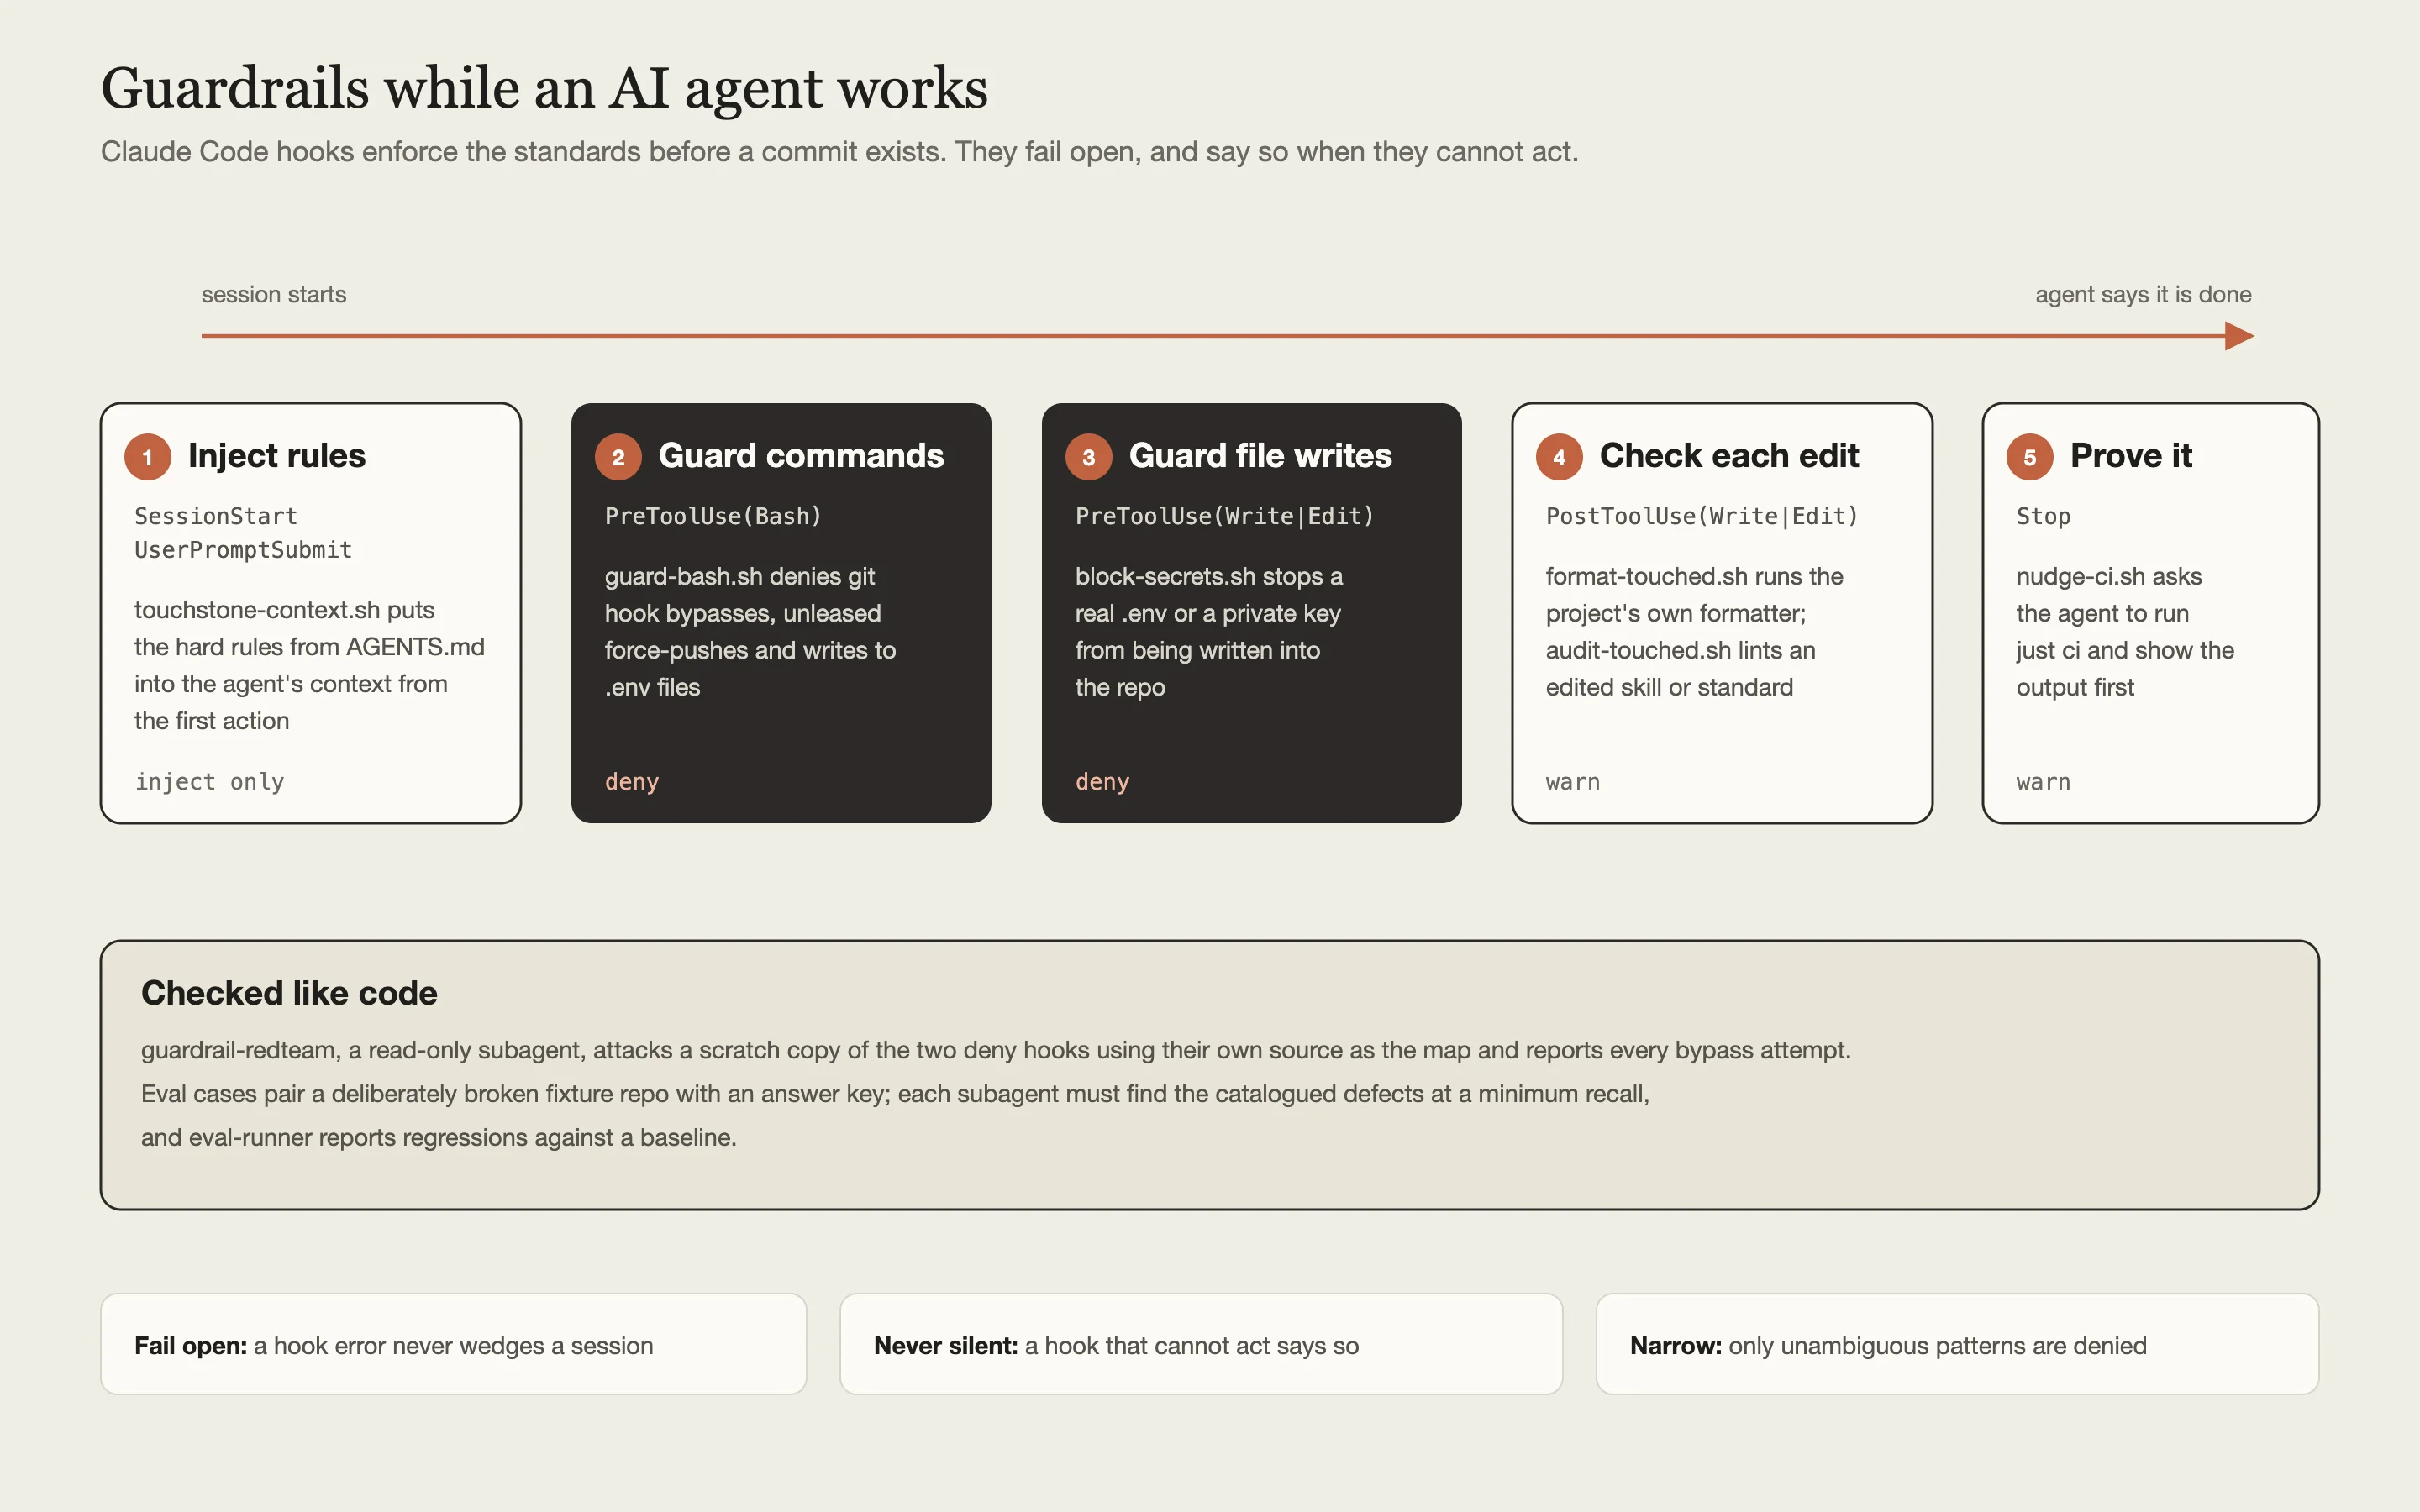 Guardrails while an AI agent works
Claude Code hooks enforce the standards before a commit exists. They fail open, and say so when they cannot act.
session starts
agent says it is done
1 Inject rules
SessionStart
UserPromptSubmit
touchstone-context.sh puts
the hard rules from AGENTS.md
into the agent's context from
the first action
inject only
2 Guard commands
PreToolUse(Bash)
guard-bash.sh denies git
hook bypasses, unleased
force-pushes and writes to
.env files
deny
3 Guard file writes
PreToolUse(Write|Edit)
block-secrets.sh stops a
real .env or a private key
from being written into
the repo
deny
4 Check each edit
PostToolUse(Write|Edit)
format-touched.sh runs the
project's own formatter;
audit-touched.sh lints an
edited skill or standard
warn
5 Prove it
Stop
nudge-ci.sh asks
the agent to run
just ci and show the
output first
warn
Checked like code
guardrail-redteam, a read-only subagent, attacks a scratch copy of the two deny hooks using their own source as the map and reports every bypass attempt.
Eval cases pair a deliberately broken fixture repo with an answer key; each subagent must find the catalogued defects at a minimum recall,
and eval-runner reports regressions against a baseline.
Fail open: a hook error never wedges a session
Never silent: a hook that cannot act says so
Narrow: only unambiguous patterns are denied